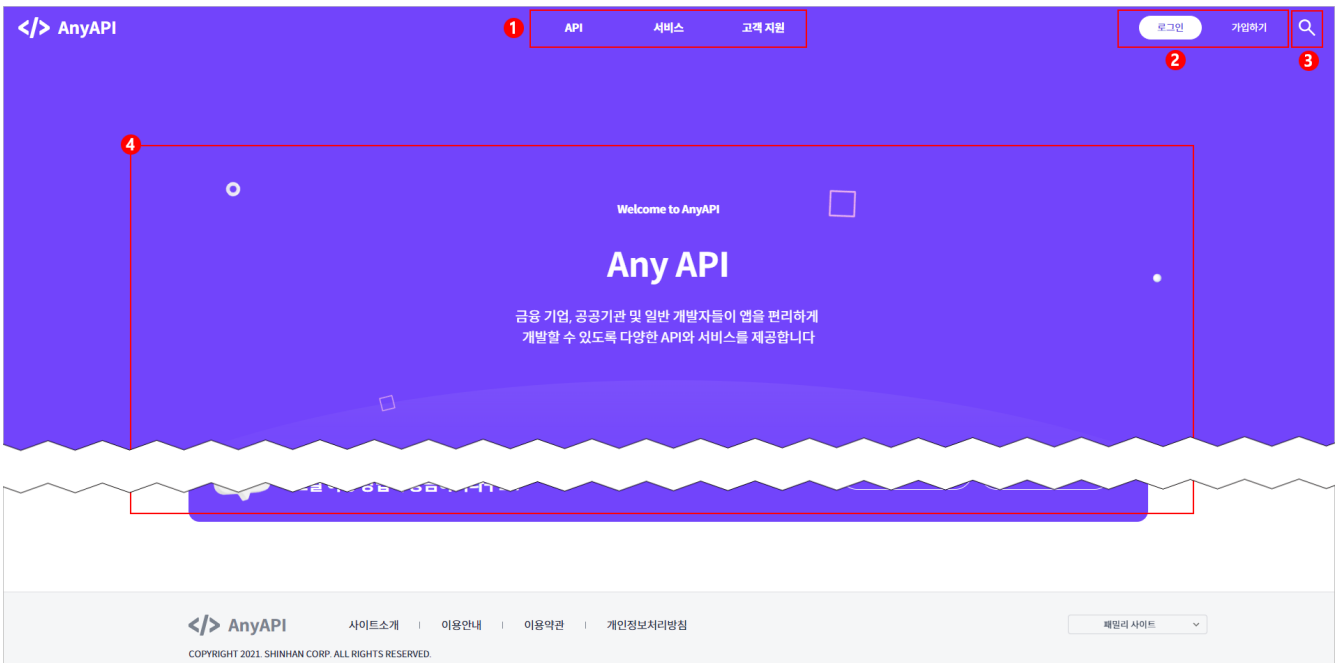 </> AnyAPI
1 API 서비스 고객 지원
로그인 가입하기
2 3
4
Welcome to AnyAPI
Any API
금융 기업, 공공기관 및 일반 개발자들이 앱을 편리하게
개발할 수 있도록 다양한 API와 서비스를 제공합니다
</> AnyAPI 사이트소개 | 이용안내 | 이용약관 | 개인정보처리방침 패밀리 사이트
COPYRIGHT 2021. SHINHAN CORP. ALL RIGHTS RESERVED.